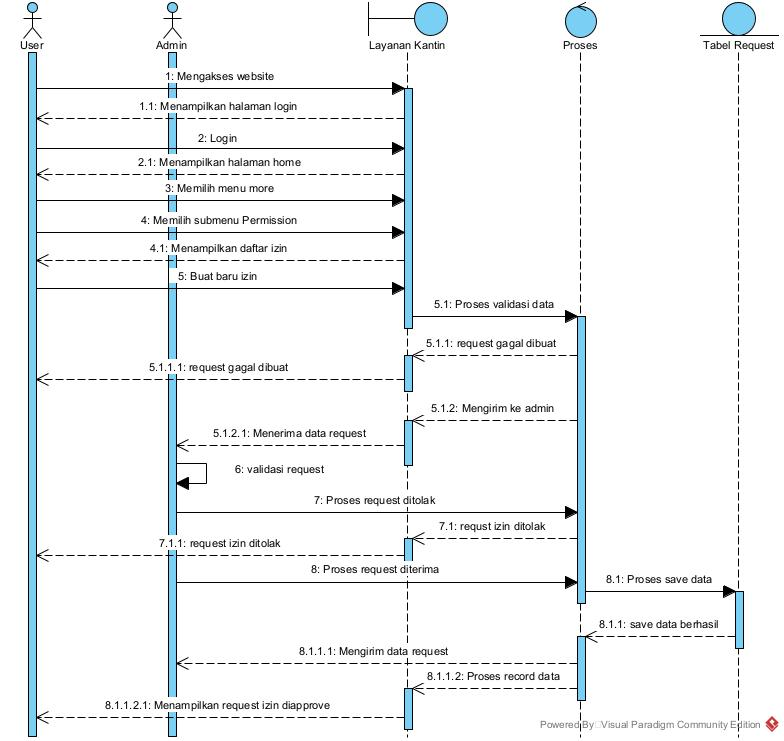 User
Admin
Layanan Kantin
Proses
Tabel Request
1: Mengakses website
1.1: Menampilkan halaman login
2: Login
2.1: Menampilkan halaman home
3: Memilih menu more
4: Memilih submenu Permission
4.1: Menampilkan daftar izin
5: Buat baru izin
5.1: Proses validasi data
5.1.1: request gagal dibuat
5.1.1.1: request gagal dibuat
5.1.2: Mengirim ke admin
5.1.2.1: Menerima data request
6: validasi request
7: Proses request ditolak
7.1: requst izin ditolak
7.1.1: request izin ditolak
8: Proses request diterima
8.1: Proses save data
8.1.1: save data berhasil
8.1.1.1: Mengirim data request
8.1.1.2: Proses record data
8.1.1.2.1: Menampilkan request izin diapprove
Powered By Visual Paradigm Community Edition